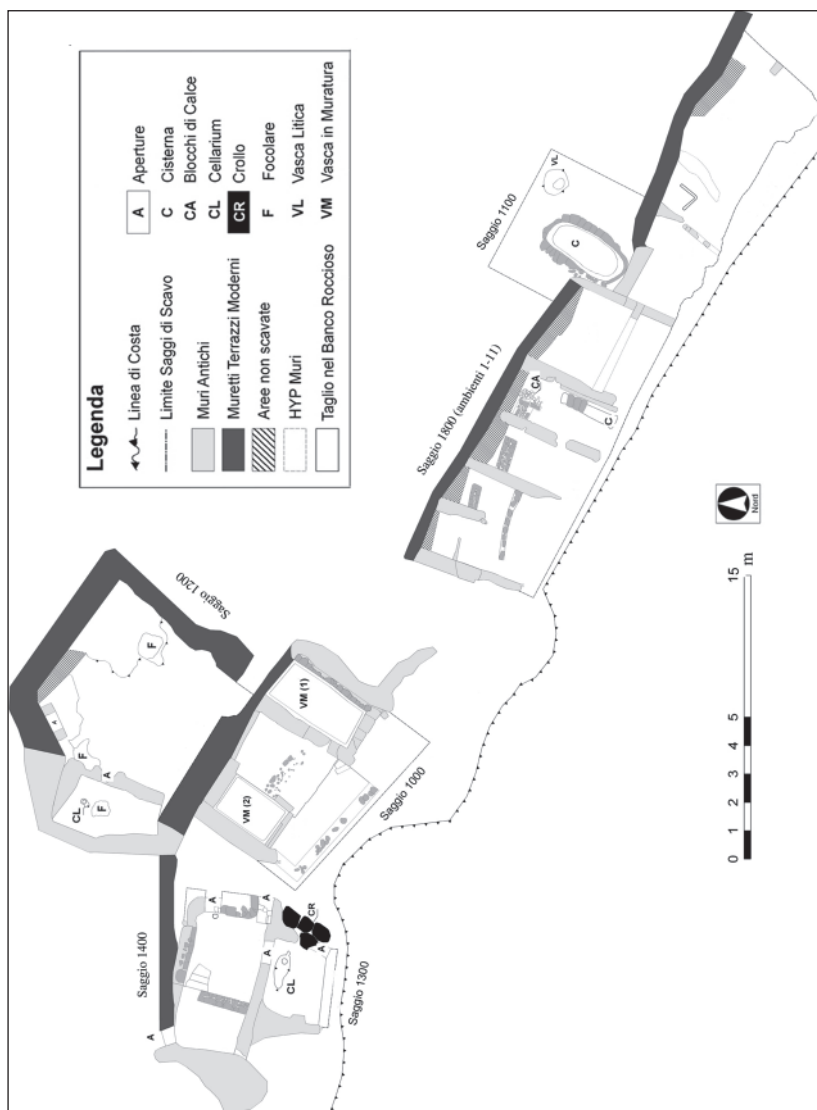 Legenda
Linea di Costa
Limite Saggi di Scavo
Muri Antichi
Muretti Terrazzi Moderni
Aree non scavate
HYP Muri
Taglio nel Banco Roccioso
A Aperture
C Cisterna
CA Blocchi di Calce
CL Cellarium
CR Crollo
F Focolare
VL Vasca Litica
VM Vasca in Muratura
Saggio 1200
A
F
F
A
CL
F
VM (1)
VM (2)
Saggio 1000
Saggio 1400
A
A
A
CR
A
A
CL
Saggio 1300
Saggio 1100
VL
C
Saggio 1800 (ambienti 1-11)
CA
C
Nord
0 1 2 3 4 5 15 m